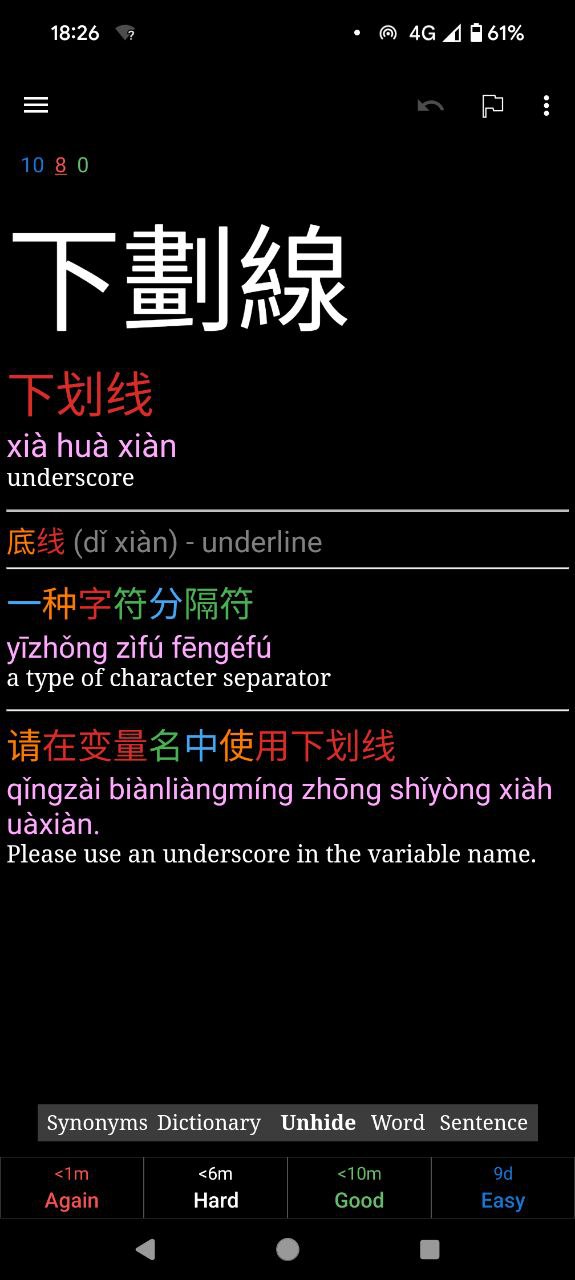 18:26 4G 61%
10 8 0
下劃線
下划线
xià huà xiàn
underscore
底线 (dǐ xiàn) - underline
一种字符分隔符
yīzhǒng zìfú fēngéfú
a type of character separator
请在变量名中使用下划线
qǐngzài biànliàngmíng zhōng shǐyòng xiàh
uàxiàn.
Please use an underscore in the variable name.
Synonyms Dictionary Unhide Word Sentence
<1m <6m <10m 9d
Again Hard Good Easy